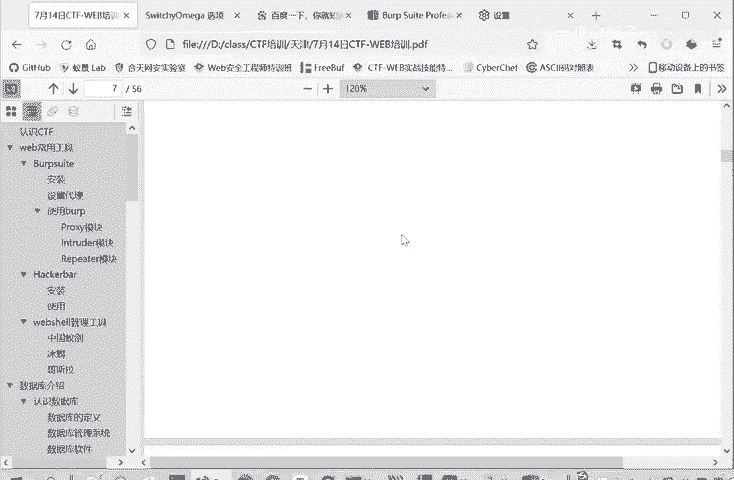 7月14日CTF-WEB培训
SwitchyOmega 选项
百度一下，你就知
Burp Suite Profe
设置
file:///D:/class/CTF培训/天津/7月14日CTF-WEB培训.pdf
GitHub
蚁景 Lab
合天网安实验室
Web安全工程师特训班
FreeBuf
CTF-WEB实战技能特...
CyberChef
ASCII码对照表
移动设备上的书签
7 / 56
120%
认识CTF
web常用工具
Burpsuite
安装
设置代理
使用burp
Proxy模块
Intruder模块
Repeater模块
Hackerbar
安装
使用
webshell管理工具
中国蚁剑
冰蝎
哥斯拉
数据库介绍
认识数据库
数据库的定义
数据库管理系统
数据库软件